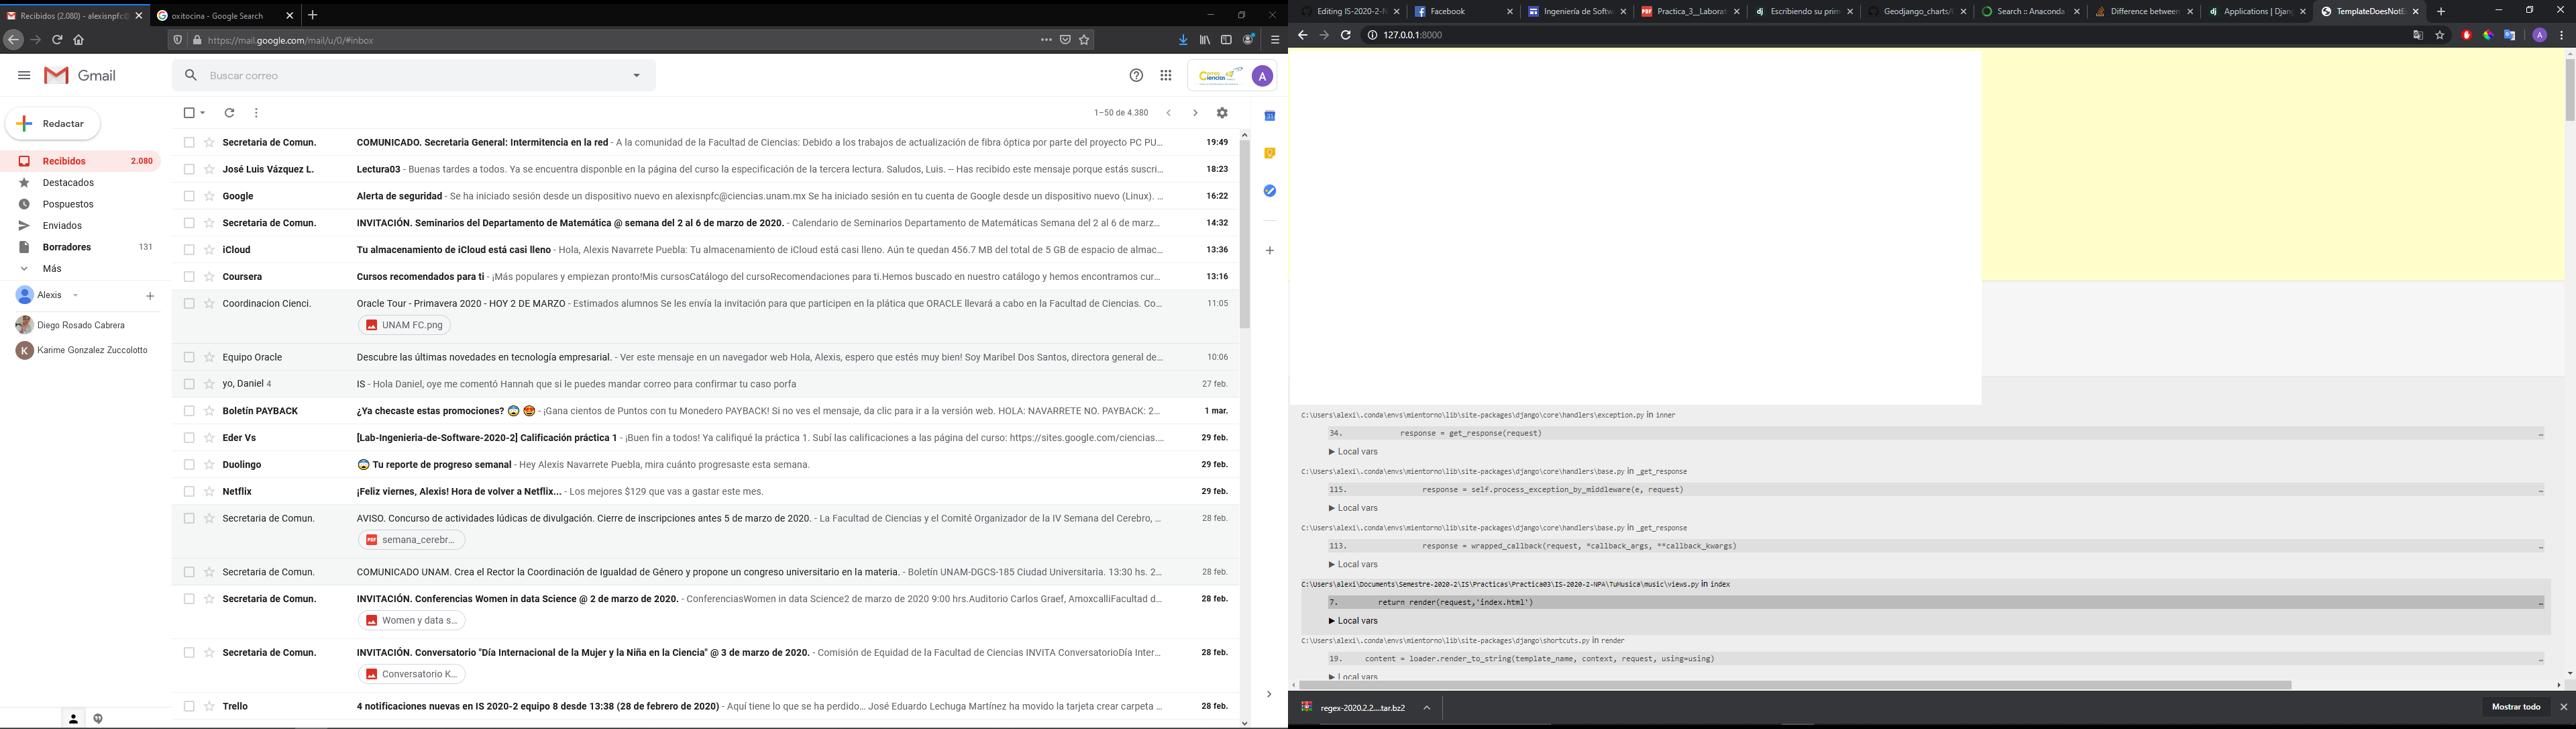 Recibidos (2.080) - alexisnpfc@
oxitocina - Google Search
https://mail.google.com/mail/u/0/#inbox
Gmail
Buscar correo
Correo Ciencias
A
Redactar
1–50 de 4.380
Recibidos 2.080
Destacados
Pospuestos
Enviados
Borradores 131
Más
Alexis
Diego Rosado Cabrera
K Karime Gonzalez Zuccolotto
Secretaria de Comun. COMUNICADO. Secretaria General: Intermitencia en la red - A la comunidad de la Facultad de Ciencias: Debido a los trabajos de actualización de fibra óptica por parte del proyecto PC PU... 19:49
José Luis Vázquez L. Lectura03 - Buenas tardes a todos. Ya se encuentra disponble en la página del curso la especificación de la tercera lectura. Saludos, Luis. -- Has recibido este mensaje porque estás suscri... 18:23
Google Alerta de seguridad - Se ha iniciado sesión desde un dispositivo nuevo en alexisnpfc@ciencias.unam.mx Se ha iniciado sesión en tu cuenta de Google desde un dispositivo nuevo (Linux). ... 16:22
Secretaria de Comun. INVITACIÓN. Seminarios del Departamento de Matemática @ semana del 2 al 6 de marzo de 2020. - Calendario de Seminarios Departamento de Matemáticas Semana del 2 al 6 de marz... 14:32
iCloud Tu almacenamiento de iCloud está casi lleno - Hola, Alexis Navarrete Puebla: Tu almacenamiento de iCloud está casi lleno. Aún te quedan 456.7 MB del total de 5 GB de espacio de almac... 13:36
Coursera Cursos recomendados para ti - ¡Más populares y empiezan pronto!Mis cursosCatálogo del cursoRecomendaciones para ti.Hemos buscado en nuestro catálogo y hemos encontramos cur... 13:16
Coordinacion Cienci. Oracle Tour - Primavera 2020 - HOY 2 DE MARZO - Estimados alumnos Se les envía la invitación para que participen en la plática que ORACLE llevará a cabo en la Facultad de Ciencias. Co... 11:05
UNAM FC.png
Equipo Oracle Descubre las últimas novedades en tecnología empresarial. - Ver este mensaje en un navegador web Hola, Alexis, espero que estés muy bien! Soy Maribel Dos Santos, directora general de... 10:06
yo, Daniel 4 IS - Hola Daniel, oye me comentó Hannah que si le puedes mandar correo para confirmar tu caso porfa 27 feb.
Boletín PAYBACK ¿Ya checaste estas promociones? 😨 😍 - ¡Gana cientos de Puntos con tu Monedero PAYBACK! Si no ves el mensaje, da clic para ir a la versión web. HOLA: NAVARRETE NO. PAYBACK: 2... 1 mar.
Eder Vs [Lab-Ingenieria-de-Software-2020-2] Calificación práctica 1 - ¡Buen fin a todos! Ya califiqué la práctica 1. Subí las calificaciones a las página del curso: https://sites.google.com/ciencias.... 29 feb.
Duolingo 😨 Tu reporte de progreso semanal - Hey Alexis Navarrete Puebla, mira cuánto progresaste esta semana. 29 feb.
Netflix ¡Feliz viernes, Alexis! Hora de volver a Netflix... - Los mejores $129 que vas a gastar este mes. 29 feb.
Secretaria de Comun. AVISO. Concurso de actividades lúdicas de divulgación. Cierre de inscripciones antes 5 de marzo de 2020. - La Facultad de Ciencias y el Comité Organizador de la IV Semana del Cerebro, ... 28 feb.
PDF semana_cerebr...
Secretaria de Comun. COMUNICADO UNAM. Crea el Rector la Coordinación de Igualdad de Género y propone un congreso universitario en la materia. - Boletín UNAM-DGCS-185 Ciudad Universitaria. 13:30 hs. 2... 28 feb.
Secretaria de Comun. INVITACIÓN. Conferencias Women in data Science @ 2 de marzo de 2020. - ConferenciasWomen in data Science2 de marzo de 2020 9:00 hrs.Auditorio Carlos Graef, AmoxcalliFacultad d... 28 feb.
Women y data s...
Secretaria de Comun. INVITACIÓN. Conversatorio "Día Internacional de la Mujer y la Niña en la Ciencia" @ 3 de marzo de 2020. - Comisión de Equidad de la Facultad de Ciencias INVITA ConversatorioDía Inter... 28 feb.
Conversatorio K...
Trello 4 notificaciones nuevas en IS 2020-2 equipo 8 desde 13:38 (28 de febrero de 2020) - Aquí tiene lo que se ha perdido... José Eduardo Lechuga Martínez ha movido la tarjeta crear carpeta ... 28 feb.
31
Editing IS-2020-2-N
Facebook
Ingeniería de Softw
Practica_3__Laborat
Escribiendo su prim
Geodjango_charts/
Search :: Anaconda
Difference between
Applications | Djan
TemplateDoesNotE
127.0.0.1:8000
A
C:\Users\alexi\.conda\envs\mientorno\lib\site-packages\django\core\handlers\exception.py in inner
34. response = get_response(request) …
▶ Local vars
C:\Users\alexi\.conda\envs\mientorno\lib\site-packages\django\core\handlers\base.py in _get_response
115. response = self.process_exception_by_middleware(e, request) …
▶ Local vars
C:\Users\alexi\.conda\envs\mientorno\lib\site-packages\django\core\handlers\base.py in _get_response
113. response = wrapped_callback(request, *callback_args, **callback_kwargs) …
▶ Local vars
C:\Users\alexi\Documents\Semestre-2020-2\IS\Practicas\Practica03\IS-2020-2-NPA\TuMusica\music\views.py in index
7. return render(request,'index.html') …
▶ Local vars
C:\Users\alexi\.conda\envs\mientorno\lib\site-packages\django\shortcuts.py in render
19. content = loader.render_to_string(template_name, context, request, using=using) …
▶ Local vars
regex-2020.2.2....tar.bz2
Mostrar todo